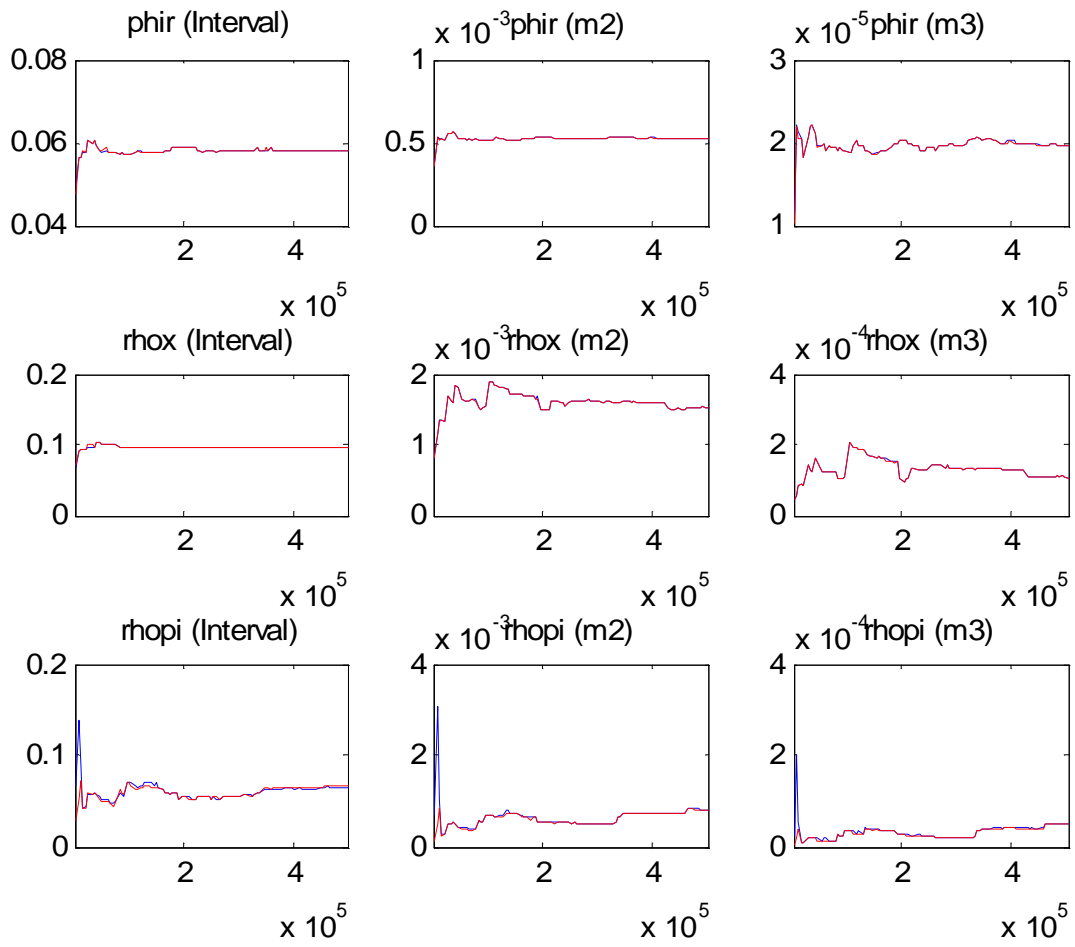 phir (Interval)
0.08
0.06
0.04
2
4
x 10^5
x 10^-3 phir (m2)
1
0.5
0
2
4
x 10^5
x 10^-5 phir (m3)
3
2
1
2
4
x 10^5
rhox (Interval)
0.2
0.1
0
2
4
x 10^5
x 10^-3 rhox (m2)
2
1
0
2
4
x 10^5
x 10^-4 rhox (m3)
4
2
0
2
4
x 10^5
rhopi (Interval)
0.2
0.1
0
2
4
x 10^5
x 10^-3 rhopi (m2)
4
2
0
2
4
x 10^5
x 10^-4 rhopi (m3)
4
2
0
2
4
x 10^5